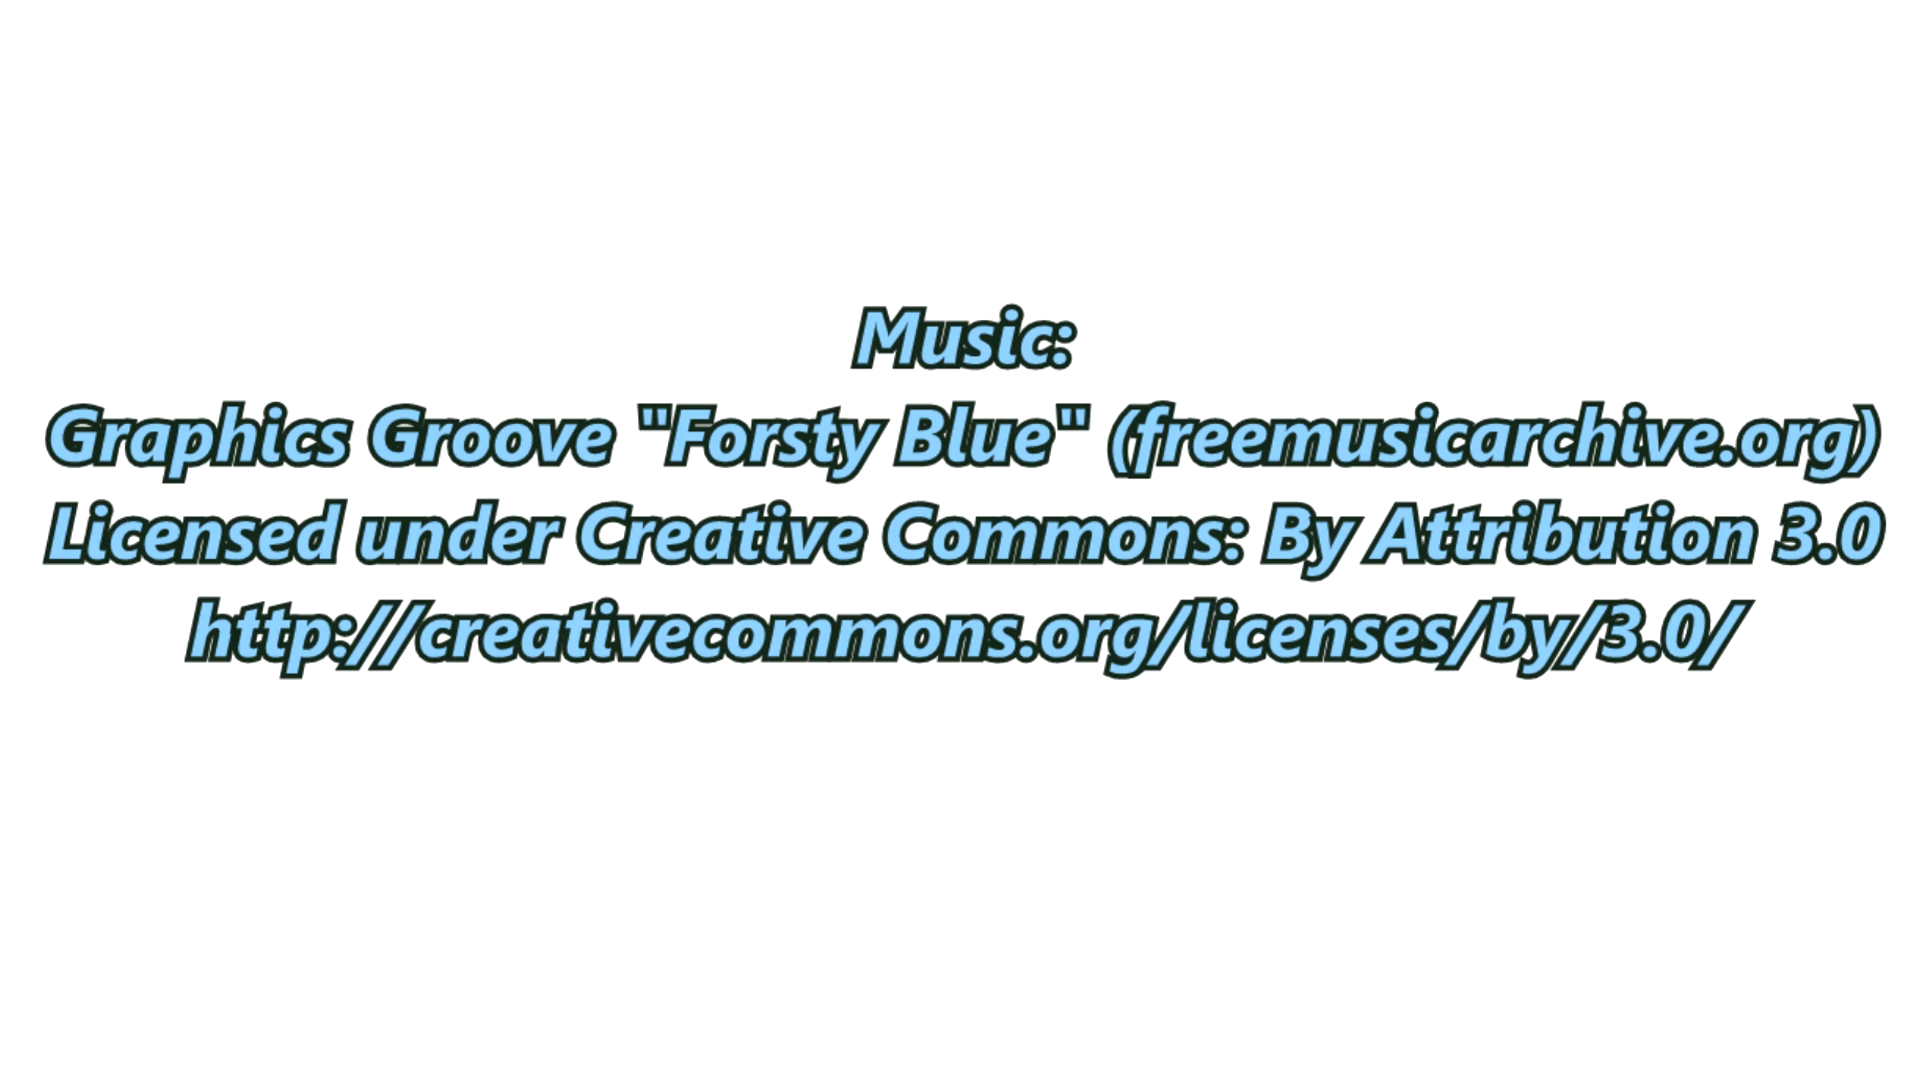 Music:
Graphics Groove "Forsty Blue" (freemusicarchive.org)
Licensed under Creative Commons: By Attribution 3.0
http://creativecommons.org/licenses/by/3.0/